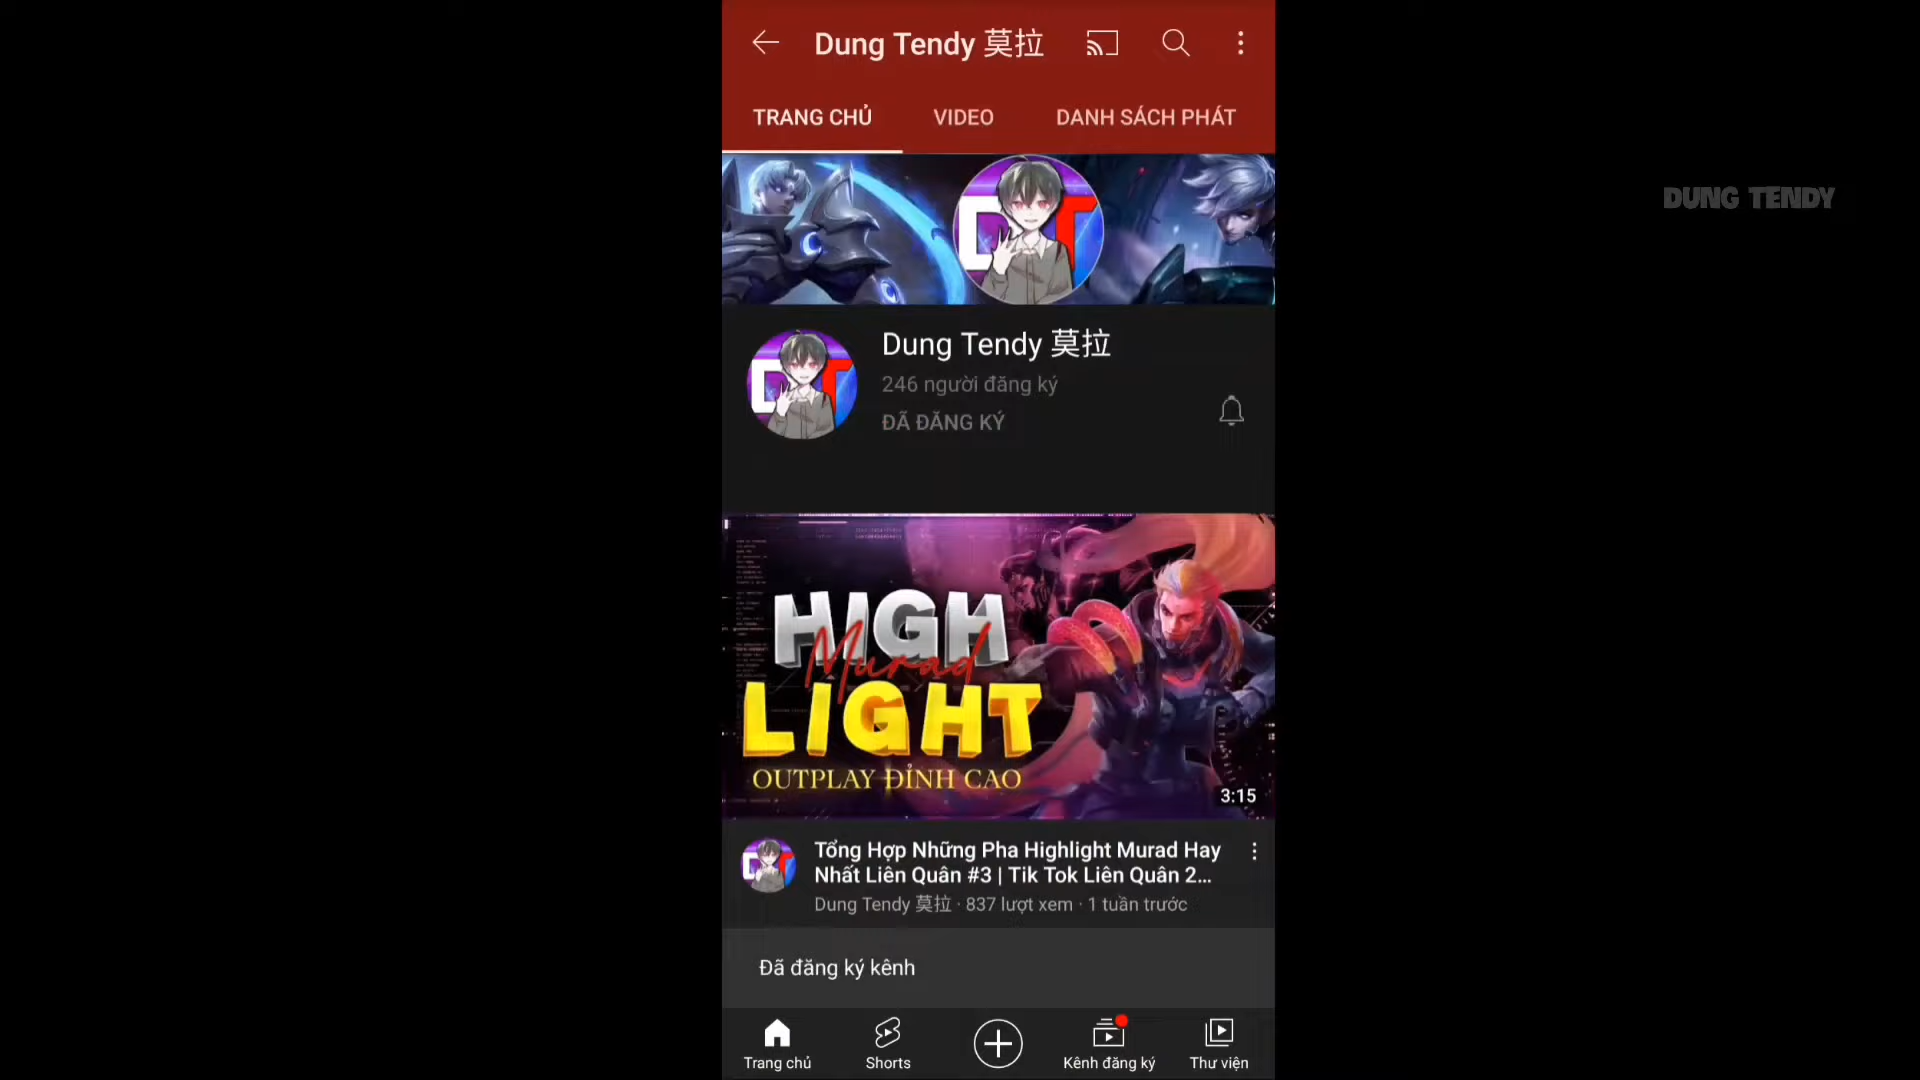 Dung Tendy 莫拉
TRANG CHỦ
VIDEO
DANH SÁCH PHÁT
DUNG TENDY
DT
Dung Tendy 莫拉
246 người đăng ký
ĐÃ ĐĂNG KÝ
HIGH
Murad
LIGHT
OUTPLAY ĐỈNH CAO
3:15
Tổng Hợp Những Pha Highlight Murad Hay
Nhất Liên Quân #3 | Tik Tok Liên Quân 2...
Dung Tendy 莫拉 · 837 lượt xem · 1 tuần trước
Đã đăng ký kênh
Trang chủ
Shorts
Kênh đăng ký
Thư viện